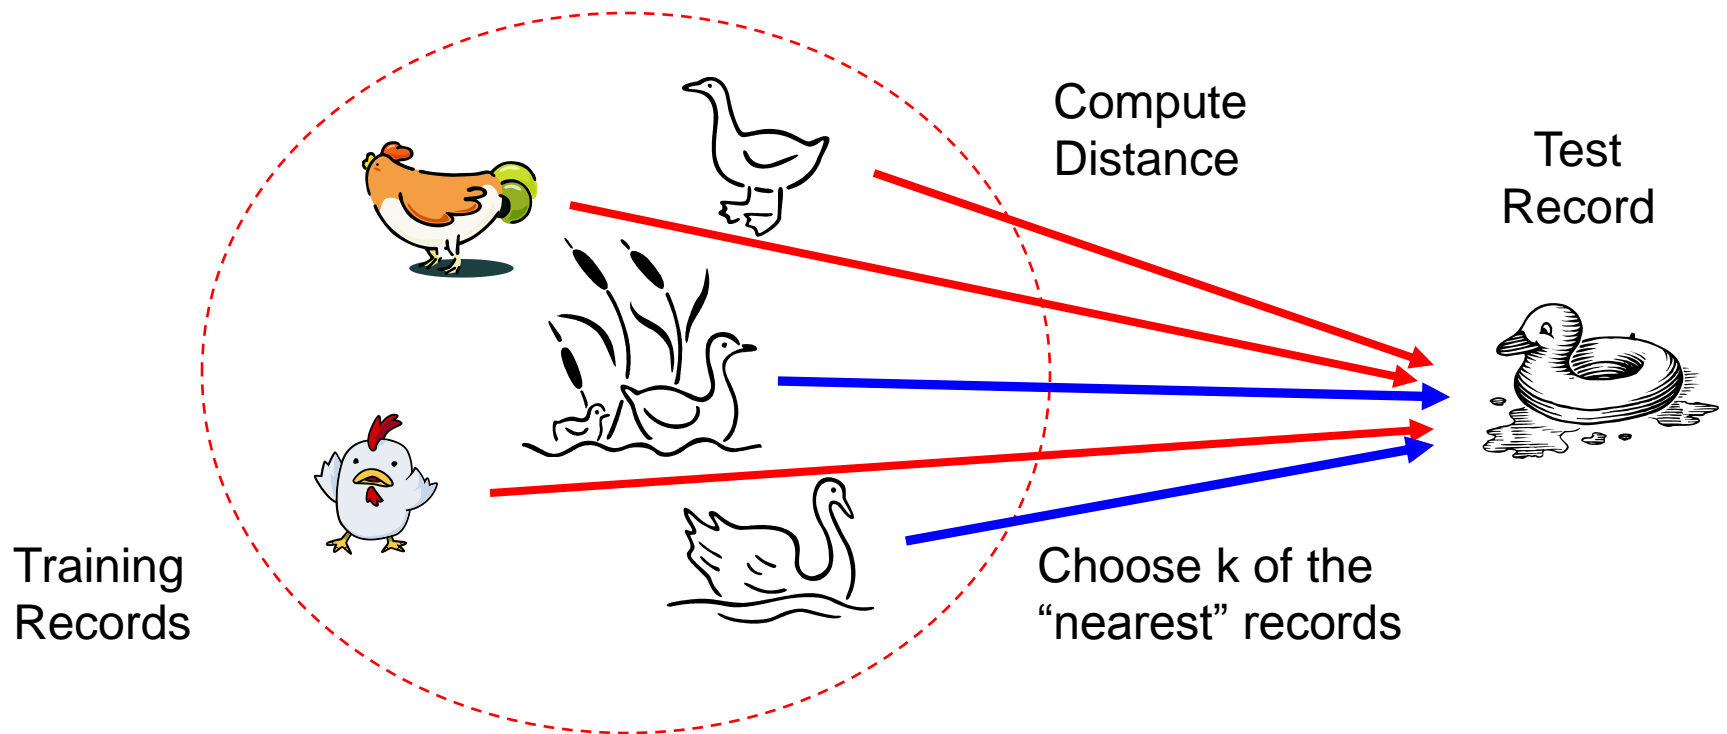 Compute
Distance
Test
Record
Training
Records
Choose k of the
“nearest” records